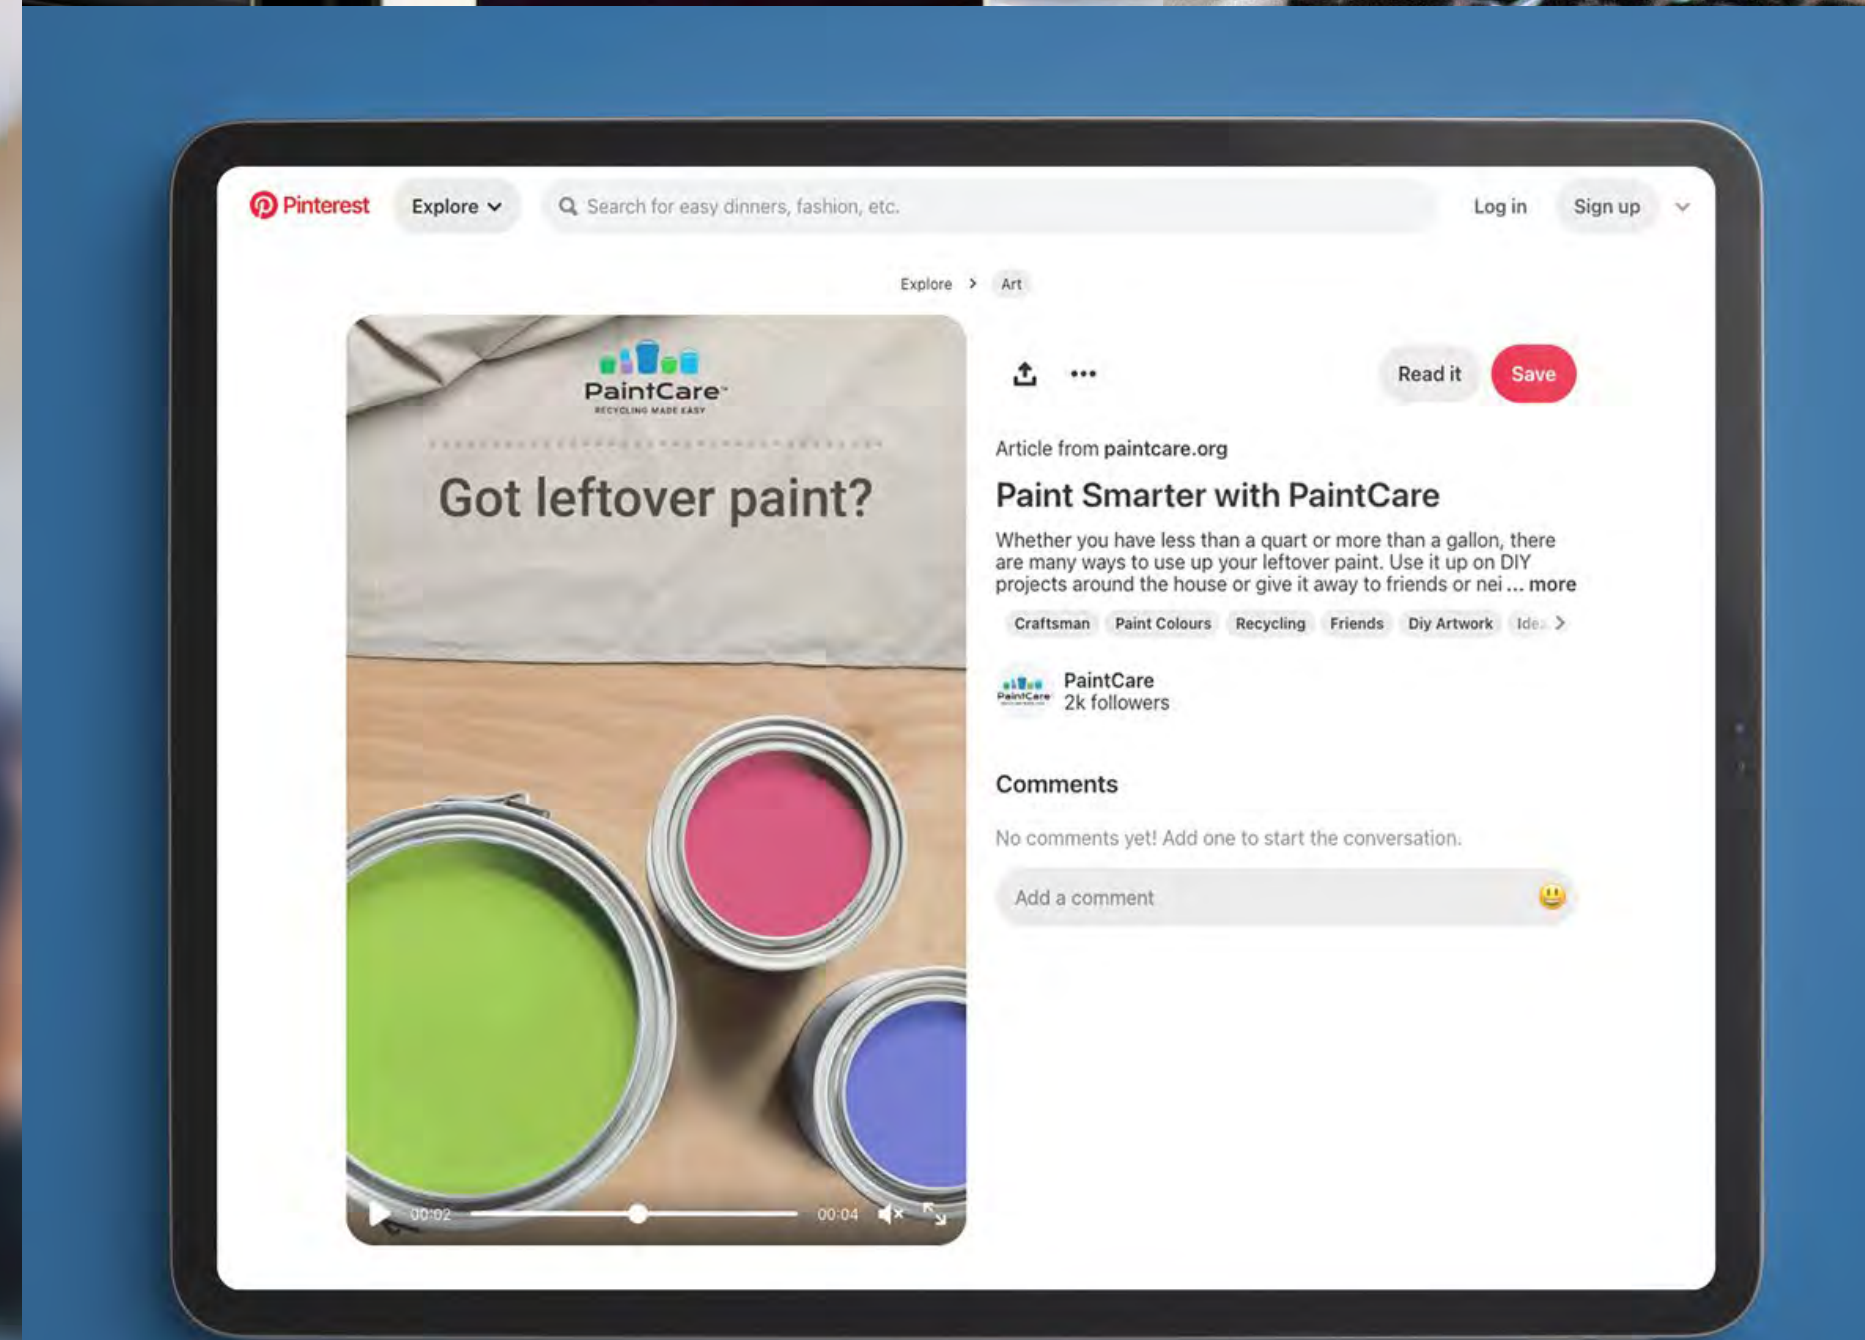 Pinterest
Explore
Search for easy dinners, fashion, etc.
Log in
Sign up
Explore > Art
PaintCare™
RECYCLING MADE EASY
Got leftover paint?
00:02
00:04
Read it
Save
Article from paintcare.org
Paint Smarter with PaintCare
Whether you have less than a quart or more than a gallon, there
are many ways to use up your leftover paint. Use it up on DIY
projects around the house or give it away to friends or nei ... more
Craftsman Paint Colours Recycling Friends Diy Artwork
PaintCare
PaintCare
2k followers
Comments
No comments yet! Add one to start the conversation.
Add a comment